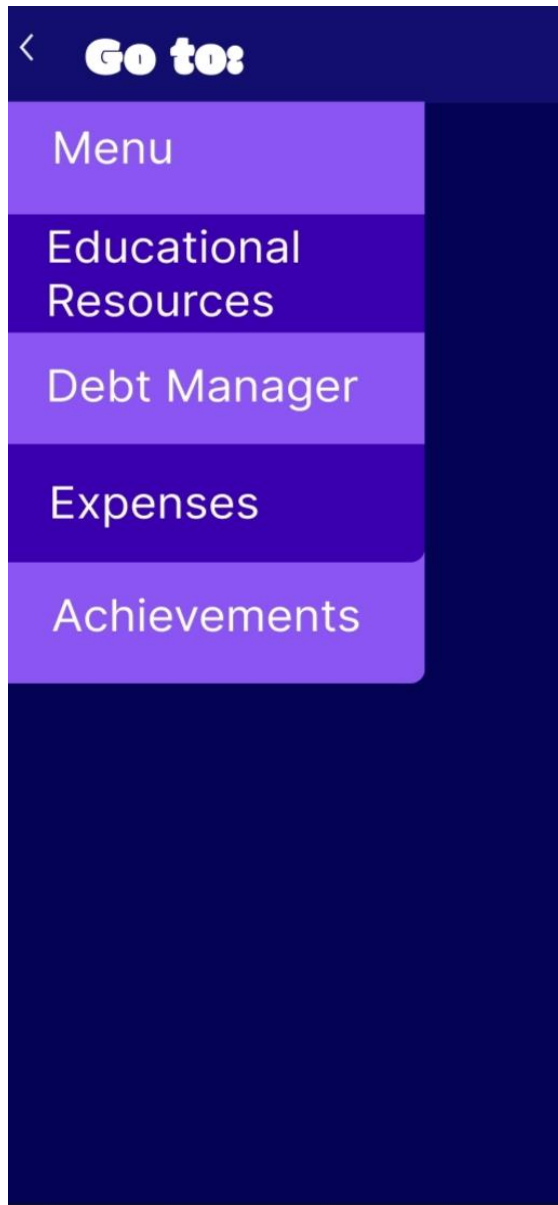 Go to:
Menu
Educational
Resources
Debt Manager
Expenses
Achievements